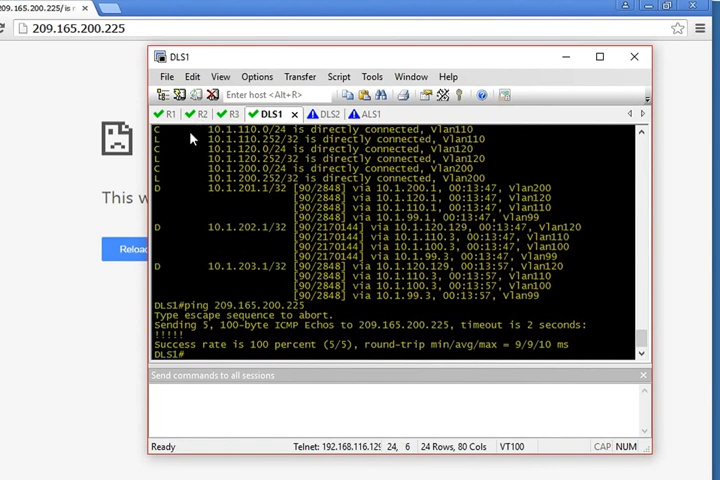 209.165.200.225/is n
209.165.200.225
This w
Reload
DLS1
File Edit View Options Transfer Script Tools Window Help
Enter host <Alt+R>
R1 R2 R3 DLS1 DLS2 ALS1
C 10.1.110.0/24 is directly connected, Vlan110
L 10.1.110.252/32 is directly connected, Vlan110
C 10.1.120.0/24 is directly connected, Vlan120
L 10.1.120.252/32 is directly connected, Vlan120
C 10.1.200.0/24 is directly connected, Vlan200
L 10.1.200.252/32 is directly connected, Vlan200
D 10.1.201.1/32 [90/2848] via 10.1.200.1, 00:13:47, Vlan200
[90/2848] via 10.1.120.1, 00:13:47, Vlan120
[90/2848] via 10.1.110.1, 00:13:47, Vlan110
[90/2848] via 10.1.99.1, 00:13:47, Vlan99
D 10.1.202.1/32 [90/2170144] via 10.1.120.129, 00:13:47, Vlan120
[90/2170144] via 10.1.110.3, 00:13:47, Vlan110
[90/2170144] via 10.1.100.3, 00:13:47, Vlan100
[90/2170144] via 10.1.99.3, 00:13:47, Vlan99
D 10.1.203.1/32 [90/2848] via 10.1.120.129, 00:13:57, Vlan120
[90/2848] via 10.1.110.3, 00:13:57, Vlan110
[90/2848] via 10.1.100.3, 00:13:57, Vlan100
[90/2848] via 10.1.99.3, 00:13:57, Vlan99
DLS1#ping 209.165.200.225
Type escape sequence to abort.
Sending 5, 100-byte ICMP Echos to 209.165.200.225, timeout is 2 seconds:
!!!!!
Success rate is 100 percent (5/5), round-trip min/avg/max = 9/9/10 ms
DLS1#
Send commands to all sessions
Ready Telnet: 192.168.116.129 24, 6 24 Rows, 80 Cols VT100 CAP NUM